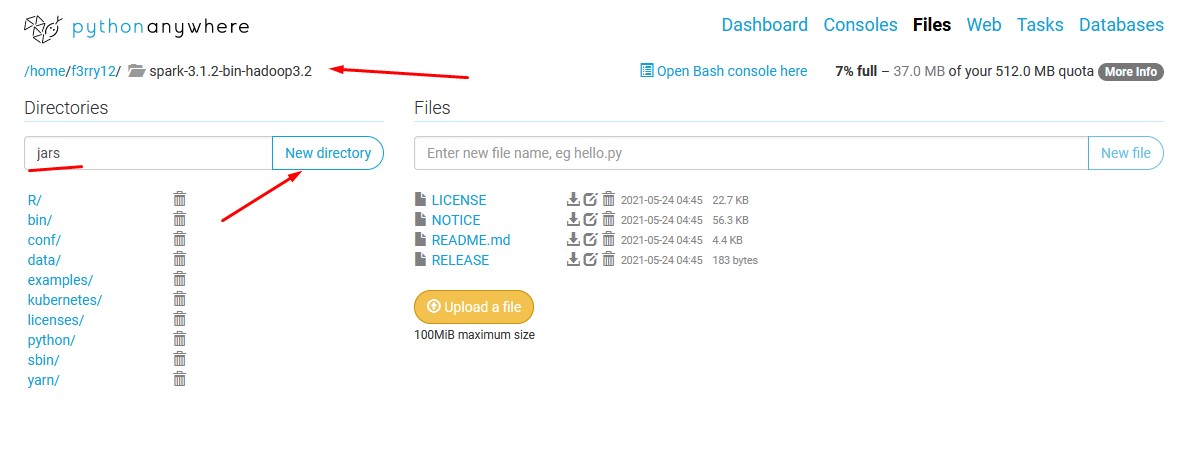 pythonanywhere
Dashboard Consoles Files Web Tasks Databases
/home/f3rry12/ spark-3.1.2-bin-hadoop3.2
Open Bash console here
7% full – 37.0 MB of your 512.0 MB quota More Info
Directories
jars
New directory
R/
bin/
conf/
data/
examples/
kubernetes/
licenses/
python/
sbin/
yarn/
Files
Enter new file name, eg hello.py
New file
LICENSE 2021-05-24 04:45 22.7 KB
NOTICE 2021-05-24 04:45 56.3 KB
README.md 2021-05-24 04:45 4.4 KB
RELEASE 2021-05-24 04:45 183 bytes
Upload a file
100MiB maximum size